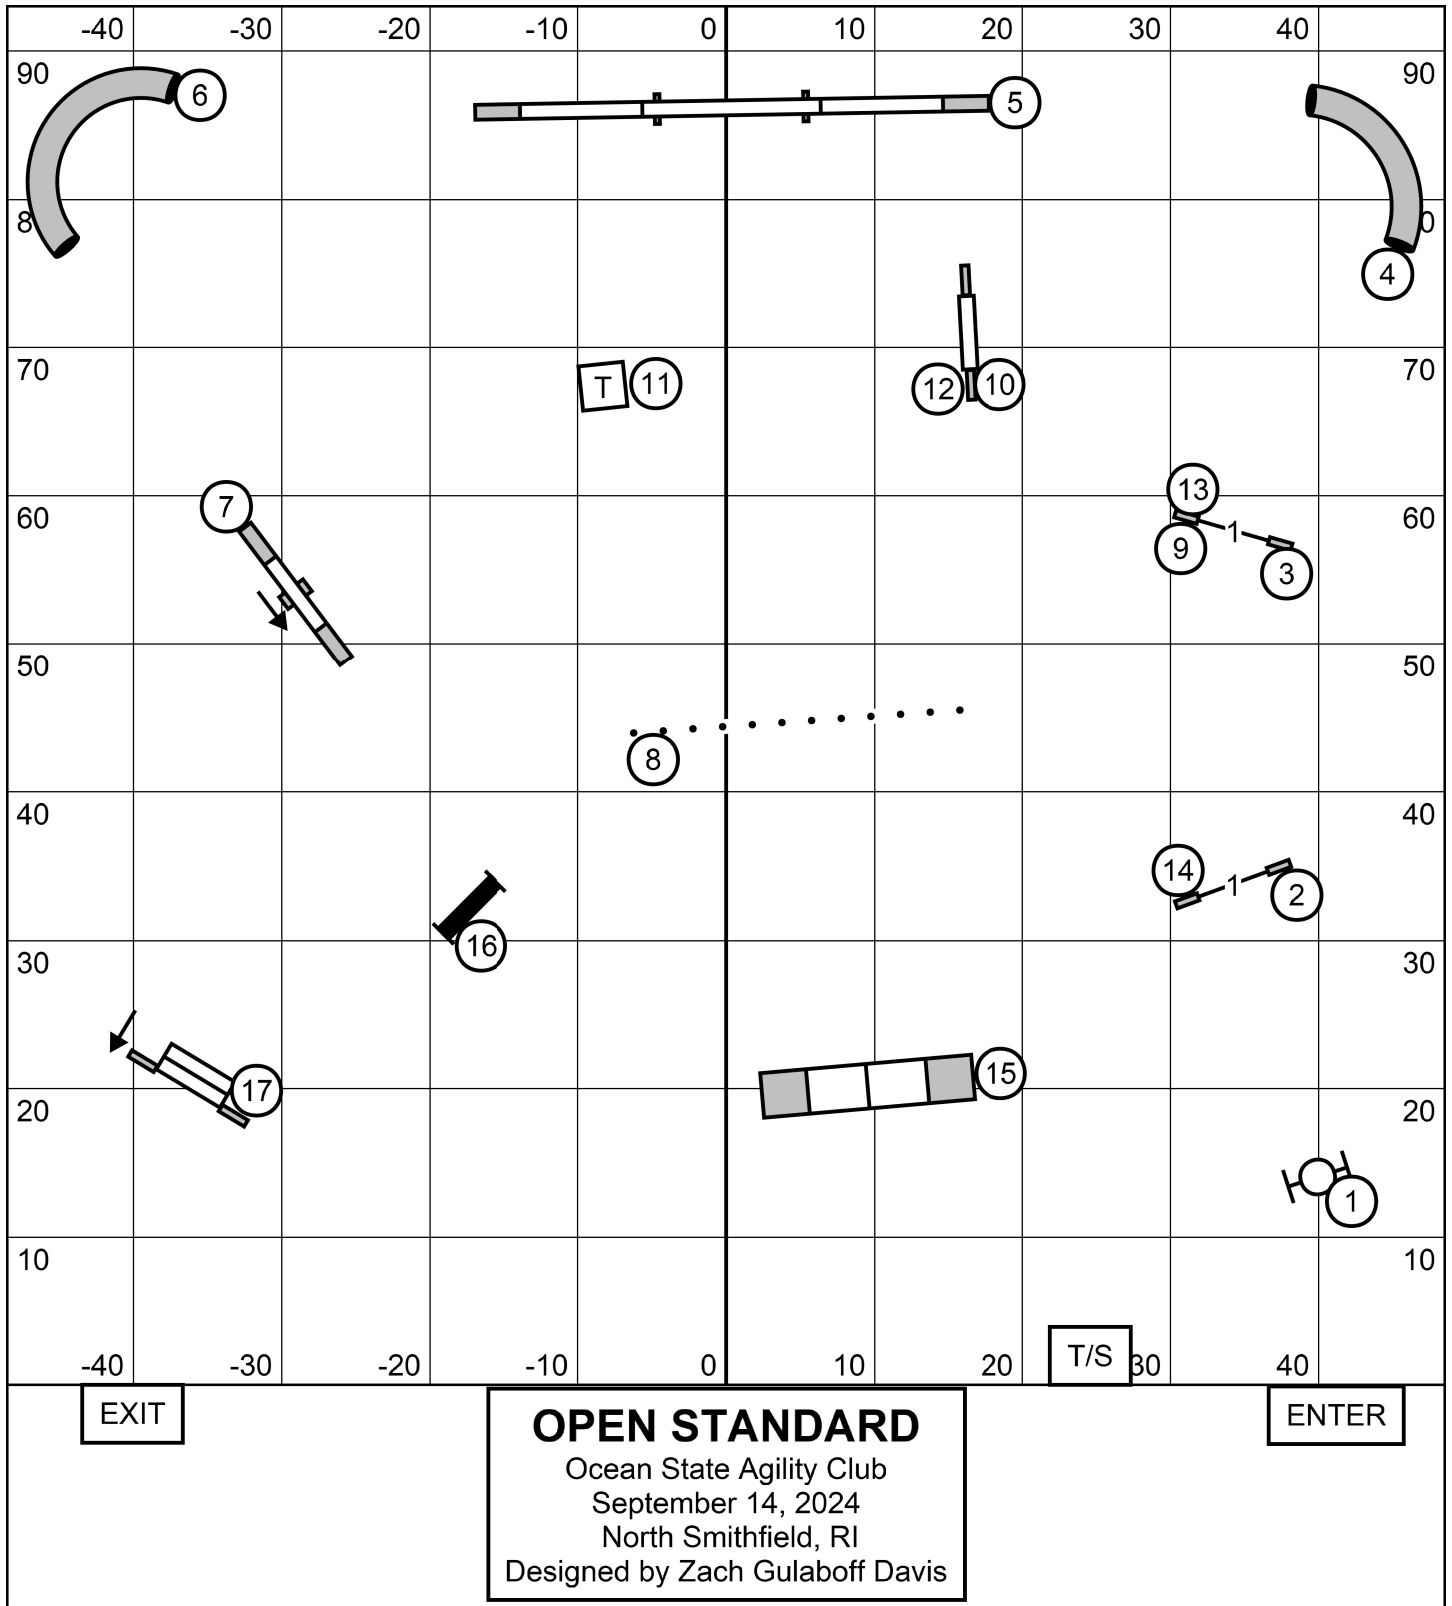 -40 -30 -20 -10 0 10 20 30 40
90 90
6
5
8 0
4
70 70
T 11 12 10
13
7
60 60
1
9
3
50 50
8
40 40
14
1
2
16
30 30
17
15
20 20
1
10 10
-40 -30 -20 -10 0 10 20 T/S 30 40
EXIT
ENTER
OPEN STANDARD
Ocean State Agility Club
September 14, 2024
North Smithfield, RI
Designed by Zach Gulaboff Davis